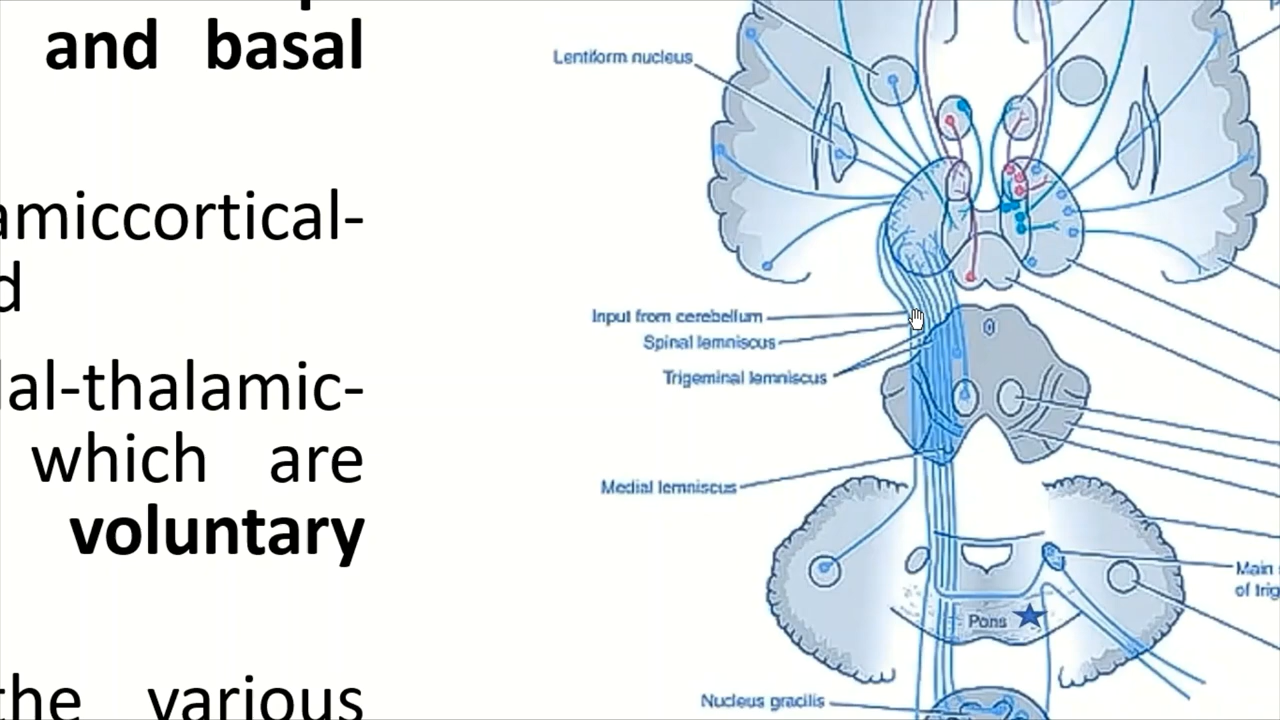 and basal
amiccortical-
d
lal-thalamic-
which are
voluntary
the various
Lentiform nucleus
Input from cerebellum
Spinal lemniscus
Trigeminal lemniscus
Medial lemniscus
Main
of trig
Pons
Nucleus gracilis